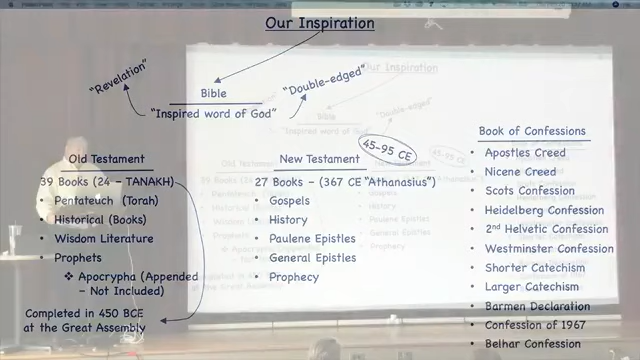 Our Inspiration
"Revelation"
Bible
"Double-edged"
"Inspired word of God"
45-95 CE
Old Testament
39 Books (24 – TANAKH)
• Pentateuch (Torah)
• Historical (Books)
• Wisdom Literature
• Prophets
❖ Apocrypha (Appended
– Not Included)
Completed in 450 BCE
at the Great Assembly
New Testament
27 Books – (367 CE "Athanasius")
• Gospels
• History
• Paulene Epistles
• General Epistles
• Prophecy
Book of Confessions
• Apostles Creed
• Nicene Creed
• Scots Confession
• Heidelberg Confession
• 2nd Helvetic Confession
• Westminster Confession
• Shorter Catechism
• Larger Catechism
• Barmen Declaration
• Confession of 1967
• Belhar Confession